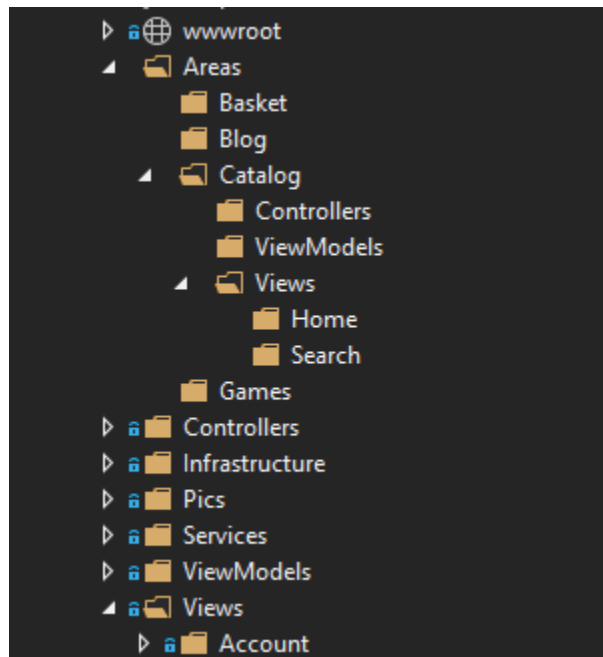 wwwroot
Areas
Basket
Blog
Catalog
Controllers
ViewModels
Views
Home
Search
Games
Controllers
Infrastructure
Pics
Services
ViewModels
Views
Account